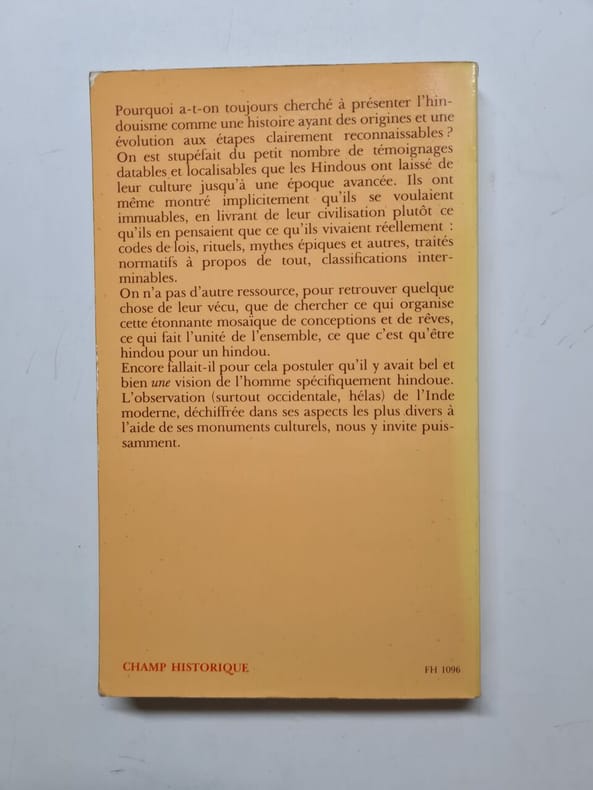 Pourquoi a-t-on toujours cherché à présenter l'hin-
douisme comme une histoire ayant des origines et une
évolution aux étapes clairement reconnaissables ?
On est stupéfait du petit nombre de témoignages
datables et localisables que les Hindous ont laissé de
leur culture jusqu'à une époque avancée. Ils ont
même montré implicitement qu'ils se voulaient
immuables, en livrant de leur civilisation plutôt ce
qu'ils en pensaient que ce qu'ils vivaient réellement :
codes de lois, rituels, mythes épiques et autres, traités
normatifs à propos de tout, classifications inter-
minables.
On n'a pas d'autre ressource, pour retrouver quelque
chose de leur vécu, que de chercher ce qui organise
cette étonnante mosaïque de conceptions et de rêves,
ce qui fait l'unité de l'ensemble, ce que c'est qu'être
hindou pour un hindou.
Encore fallait-il pour cela postuler qu'il y avait bel et
bien une vision de l'homme spécifiquement hindoue.
L'observation (surtout occidentale, hélas) de l'Inde
moderne, déchiffrée dans ses aspects les plus divers à
l'aide de ses monuments culturels, nous y invite puis-
samment.
CHAMP HISTORIQUE
FH 1096